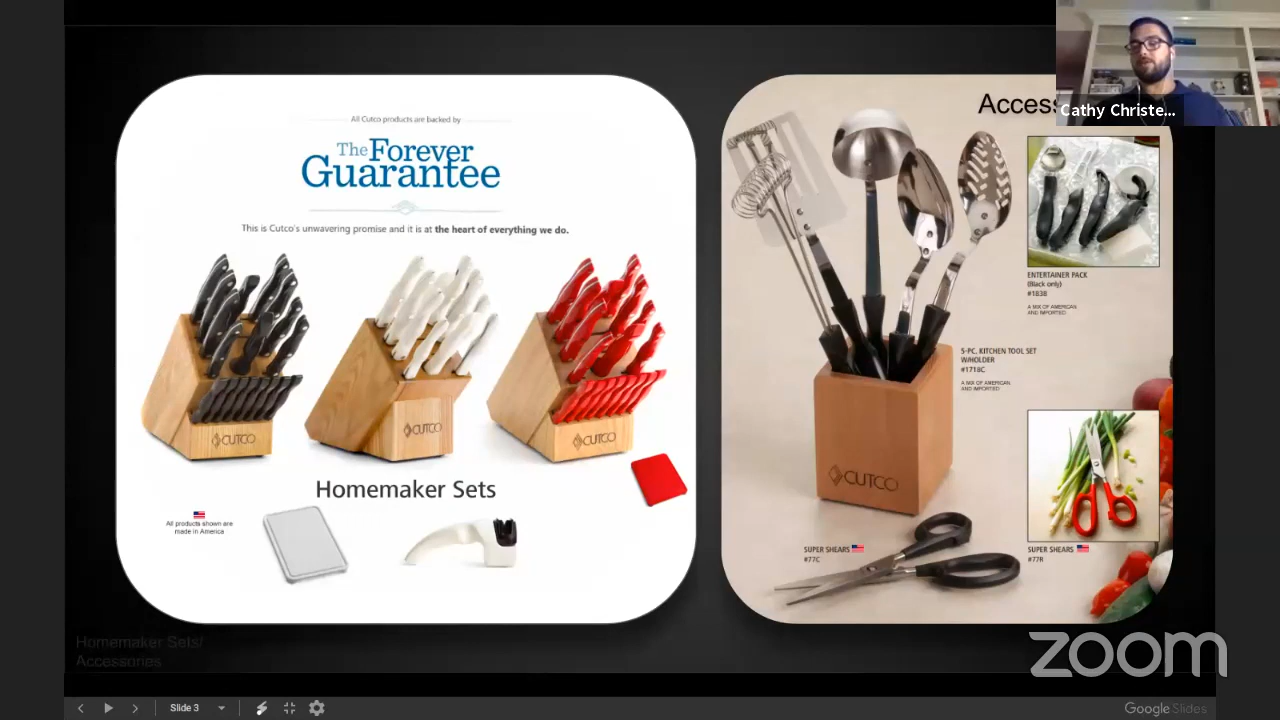 All Cutco products are backed by
The Forever
Guarantee
This is Cutco's unwavering promise and it is at the heart of everything we do.
CUTCO
CUTCO
CUTCO
Homemaker Sets
All products shown are
made in America
Access
Cathy Christe...
ENTERTAINER PACK
(Black only)
#1838
A MIX OF AMERICAN
AND IMPORTED
5-PC. KITCHEN TOOL SET
W/HOLDER
#1718C
A MIX OF AMERICAN
AND IMPORTED
CUTCO
SUPER SHEARS
#77C
SUPER SHEARS
#77R
Homemaker Sets/
Accessories
zoom
Slide 3
Google Slides